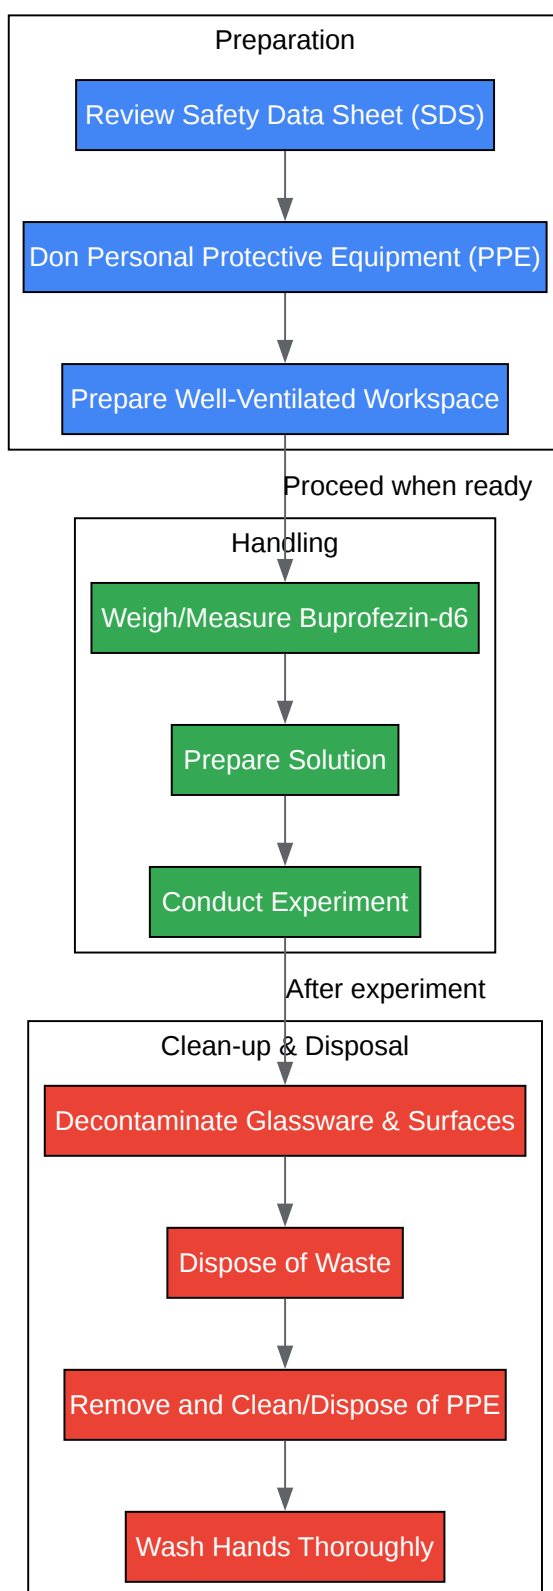 Preparation
Review Safety Data Sheet (SDS)
Don Personal Protective Equipment (PPE)
Prepare Well-Ventilated Workspace
Proceed when ready
Handling
Weigh/Measure Buprofezin-d6
Prepare Solution
Conduct Experiment
After experiment
Clean-up & Disposal
Decontaminate Glassware & Surfaces
Dispose of Waste
Remove and Clean/Dispose of PPE
Wash Hands Thoroughly